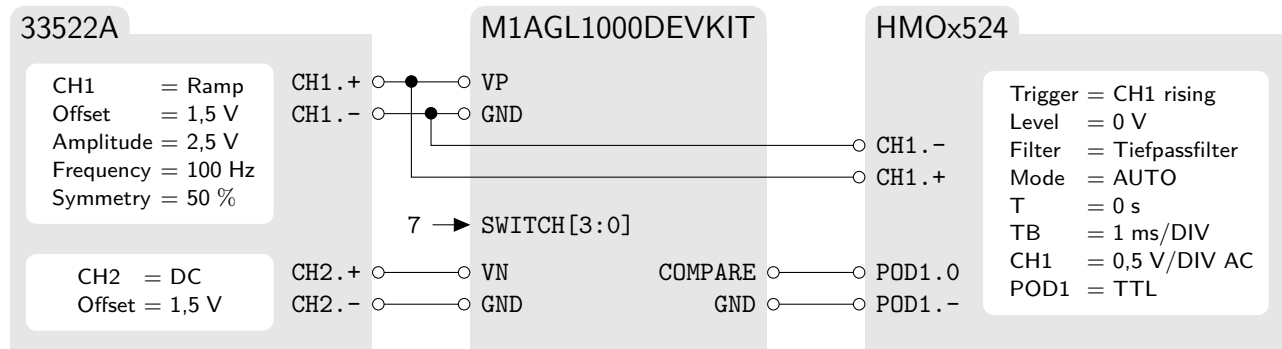 33522A
CH1 = Ramp
Offset = 1,5 V
Amplitude = 2,5 V
Frequency = 100 Hz
Symmetry = 50 %
CH2 = DC
Offset = 1,5 V
CH1.+
CH1.-
CH2.+
CH2.-
M1AGL1000DEVKIT
VP
GND
7
SWITCH[3:0]
VN
GND
COMPARE
GND
HMOx524
CH1.-
CH1.+
POD1.0
POD1.-
Trigger = CH1 rising
Level = 0 V
Filter = Tiefpassfilter
Mode = AUTO
T = 0 s
TB = 1 ms/DIV
CH1 = 0,5 V/DIV AC
POD1 = TTL